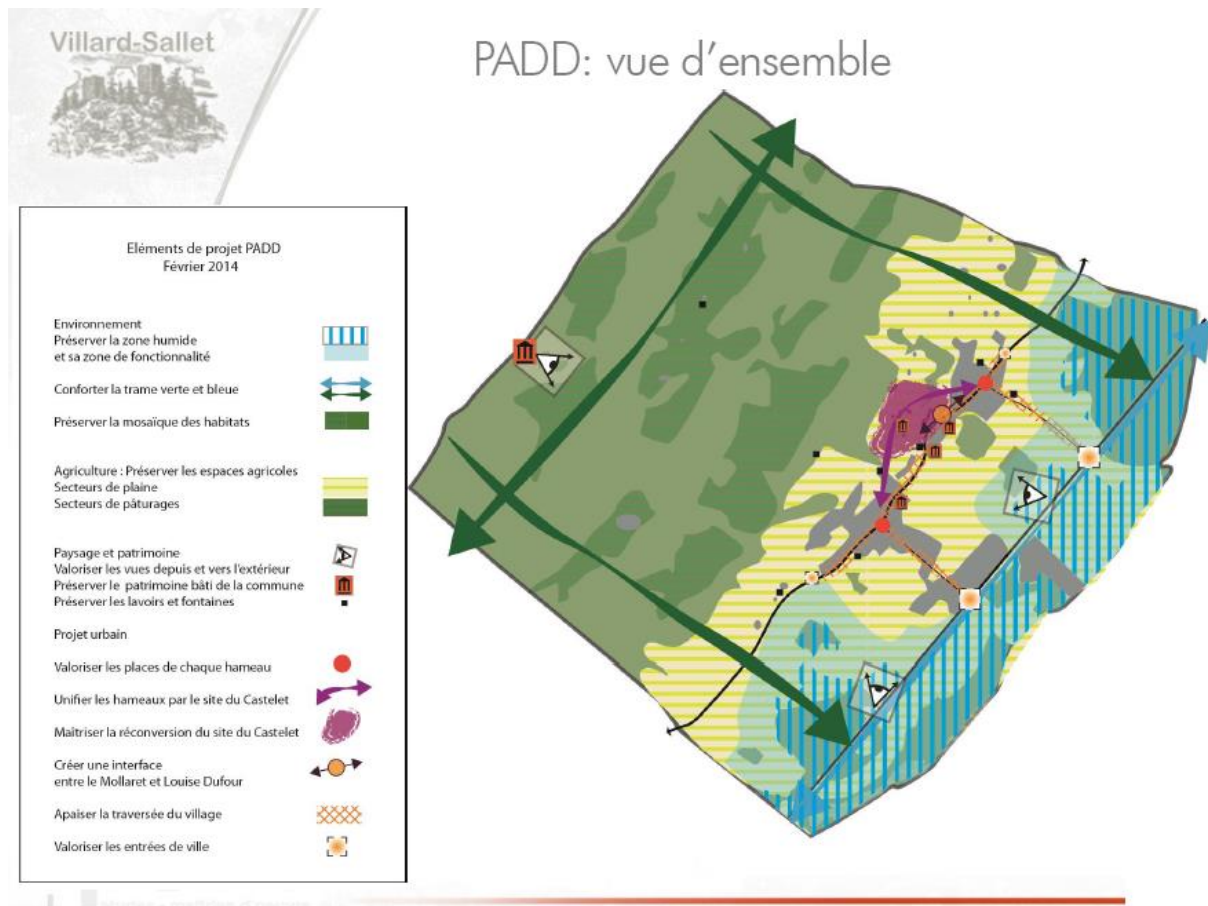 Villard-Sallet
PADD: vue d'ensemble
Eléments de projet PADD
Février 2014
Environnement
Préserver la zone humide
et sa zone de fonctionnalité
Conforter la trame verte et bleue
Préserver la mosaïque des habitats
Agriculture : Préserver les espaces agricoles
Secteurs de plaine
Secteurs de pâturages
Paysage et patrimoine
Valoriser les vues depuis et vers l'extérieur
Préserver le patrimoine bâti de la commune
Préserver les lavoirs et fontaines
Projet urbain
Valoriser les places de chaque hameau
Unifier les hameaux par le site du Castelet
Maîtriser la réconversion du site du Castelet
Créer une interface
entre le Mollaret et Louise Dufour
Apaiser la traversée du village
Valoriser les entrées de ville